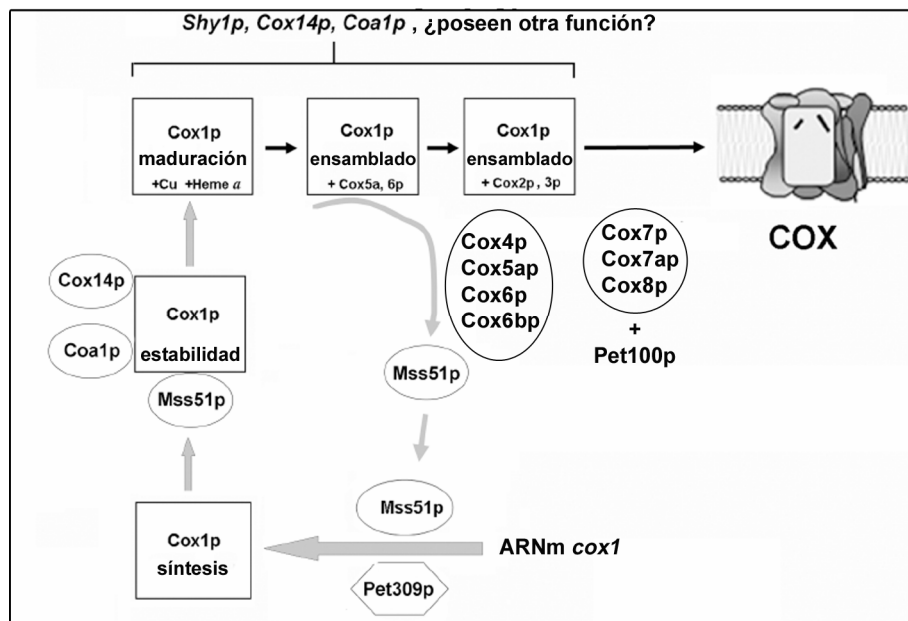 Shy1p, Cox14p, Coa1p , ¿poseen otra función?
Cox1p
maduración
+Cu +Heme a
Cox1p
ensamblado
+ Cox5a, 6p
Cox1p
ensamblado
+ Cox2p , 3p
COX
Cox4p
Cox5ap
Cox6p
Cox6bp
Cox7p
Cox7ap
Cox8p
+
Pet100p
Cox14p
Coa1p
Cox1p
estabilidad
Mss51p
Mss51p
Mss51p
Cox1p
síntesis
ARNm cox1
Pet309p